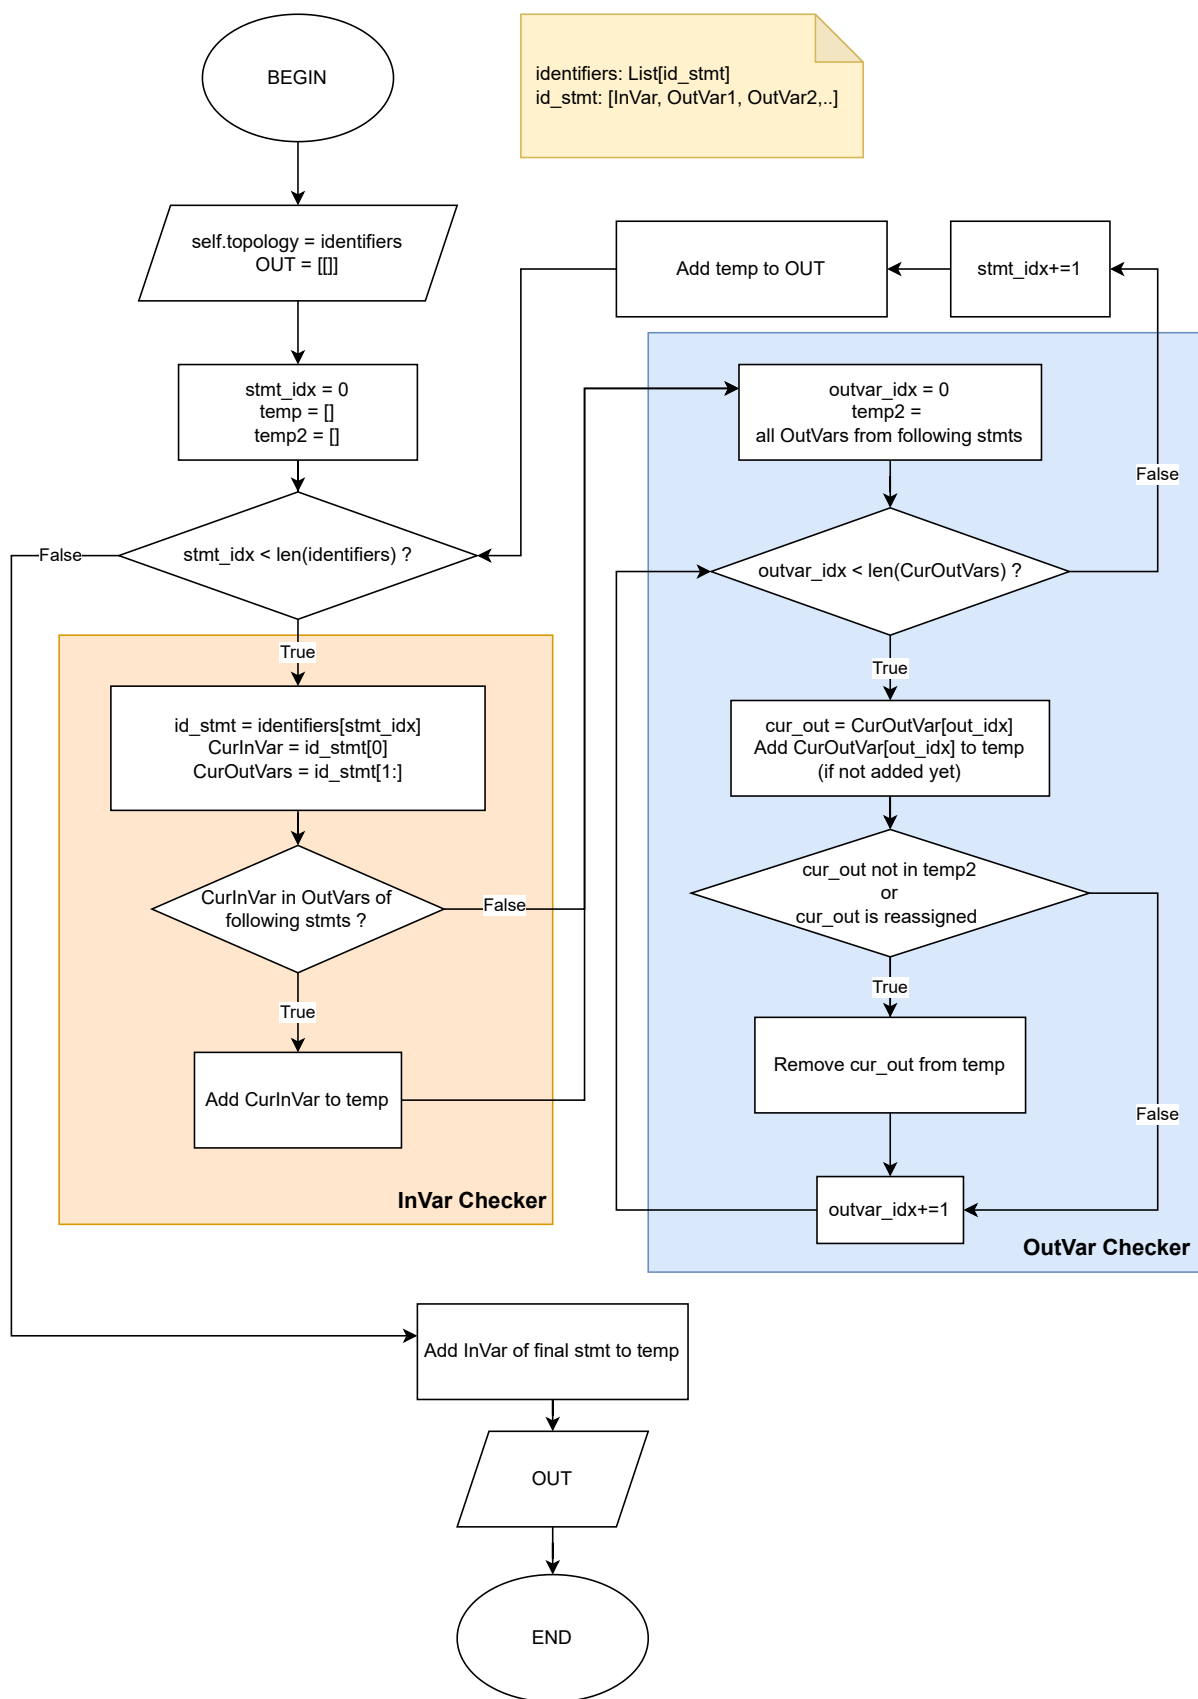 BEGIN
identifiers: List[id_stmt]
id_stmt: [InVar, OutVar1, OutVar2,..]
self.topology = identifiers
OUT = [[]]
Add temp to OUT
stmt_idx+=1
stmt_idx = 0
temp = []
temp2 = []
outvar_idx = 0
temp2 =
all OutVars from following stmts
False
False
stmt_idx < len(identifiers) ?
outvar_idx < len(CurOutVars) ?
True
True
id_stmt = identifiers[stmt_idx]
CurInVar = id_stmt[0]
CurOutVars = id_stmt[1:]
cur_out = CurOutVar[out_idx]
Add CurOutVar[out_idx] to temp
(if not added yet)
CurInVar in OutVars of
following stmts ?
False
cur_out not in temp2
or
cur_out is reassigned
True
True
Add CurInVar to temp
Remove cur_out from temp
False
InVar Checker
outvar_idx+=1
OutVar Checker
Add InVar of final stmt to temp
OUT
END